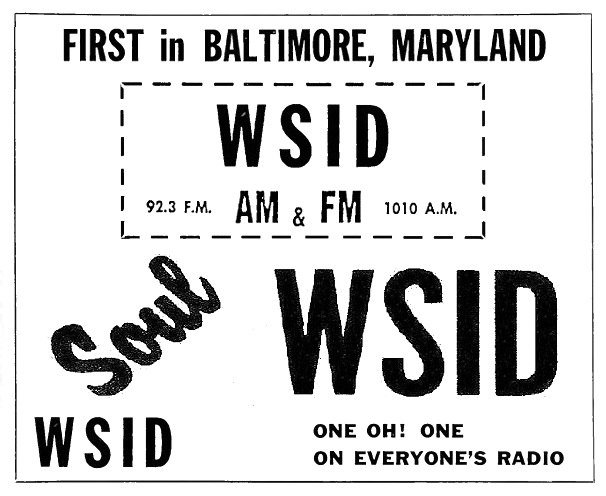 FIRST in BALTIMORE, MARYLAND
WSID
92.3 F.M. AM & FM 1010 A.M.
Soul
WSID
WSID
ONE OH! ONE
ON EVERYONE'S RADIO